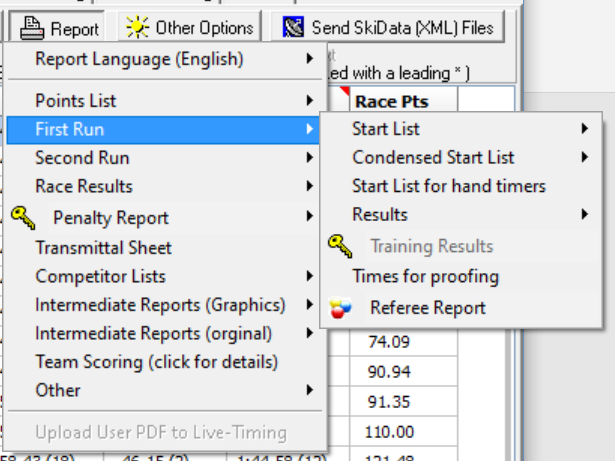 Report
Other Options
Send SkiData (XML) Files
Report Language (English)
ed with a leading * )
Points List
Race Pts
First Run
Start List
Second Run
Condensed Start List
Race Results
Start List for hand timers
Penalty Report
Results
Transmittal Sheet
Training Results
Competitor Lists
Times for proofing
Intermediate Reports (Graphics)
Referee Report
Intermediate Reports (orginal)
74.09
Team Scoring (click for details)
90.94
Other
91.35
Upload User PDF to Live-Timing
110.00